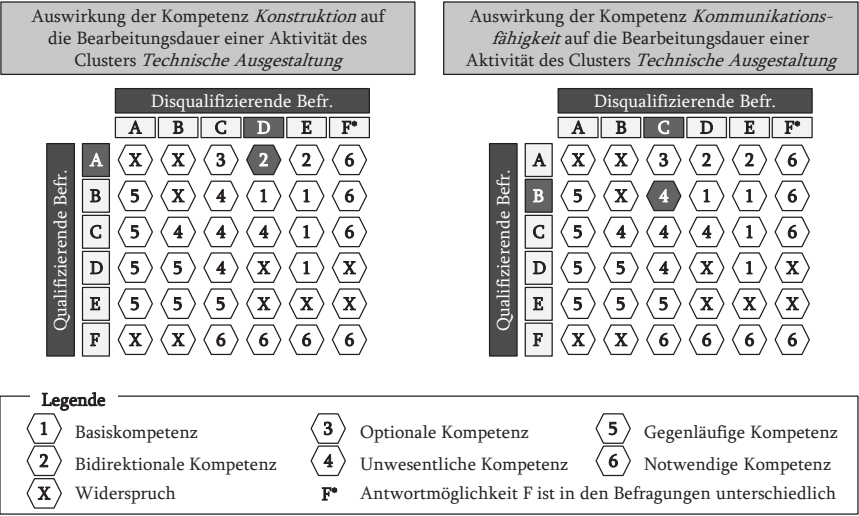 Auswirkung der Kompetenz Konstruktion auf
die Bearbeitungsdauer einer Aktivität des
Clusters Technische Ausgestaltung
Disqualifizierende Befr.
A B C D E F*
Qualifizierende Befr.
A X X 3 2 2 6
B 5 X 4 1 1 6
C 5 4 4 4 1 6
D 5 5 4 X 1 X
E 5 5 5 X X X
F X X 6 6 6 6
Auswirkung der Kompetenz Kommunikations-
fähigkeit auf die Bearbeitungsdauer einer
Aktivität des Clusters Technische Ausgestaltung
Disqualifizierende Befr.
A B C D E F*
Qualifizierende Befr.
A X X 3 2 2 6
B 5 X 4 1 1 6
C 5 4 4 4 1 6
D 5 5 4 X 1 X
E 5 5 5 X X X
F X X 6 6 6 6
Legende
1 Basiskompetenz 3 Optionale Kompetenz 5 Gegenläufige Kompetenz
2 Bidirektionale Kompetenz 4 Unwesentliche Kompetenz 6 Notwendige Kompetenz
X Widerspruch F* Antwortmöglichkeit F ist in den Befragungen unterschiedlich